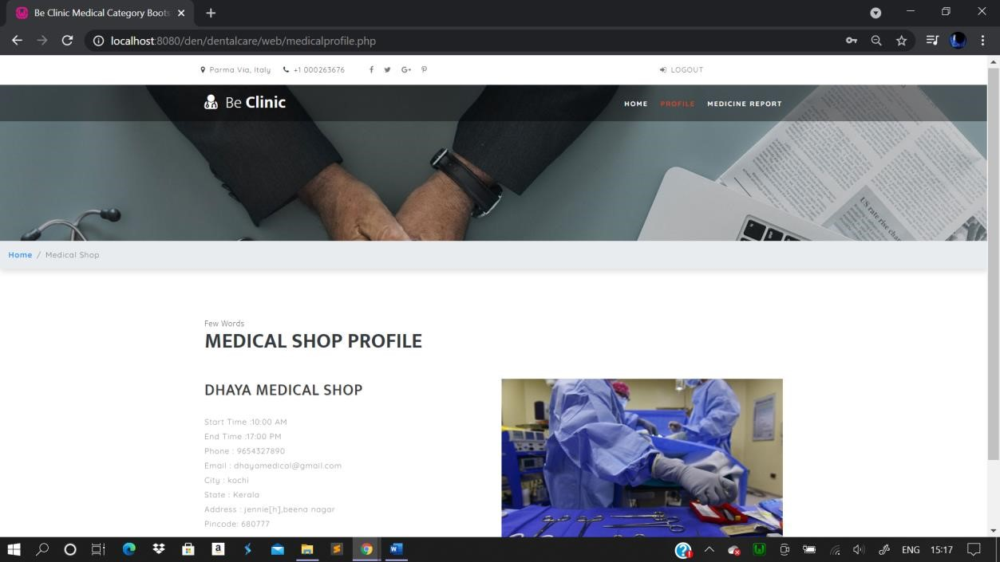 Be Clinic Medical Category Boots
localhost:8080/den/dentalcare/web/medicalprofile.php
Parma Via, Italy +1 000263676 LOGOUT
Be Clinic
HOME PROFILE MEDICINE REPORT
US rate rise
Home / Medical Shop
Few Words
MEDICAL SHOP PROFILE
DHAYA MEDICAL SHOP
Start Time :10:00 AM
End Time :17:00 PM
Phone : 9654327890
Email : dhayamedical@gmail.com
City : kochi
State : Kerala
Address : jennie[h],beena nagar
Pincode: 680777
ENG 15:17